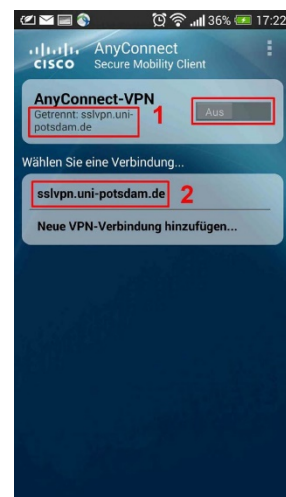 36% 17:22
AnyConnect
CISCO Secure Mobility Client
AnyConnect-VPN
Getrennt: sslvpn.uni-
potsdam.de
1
Aus
Wählen Sie eine Verbindung...
sslvpn.uni-potsdam.de 2
Neue VPN-Verbindung hinzufügen...